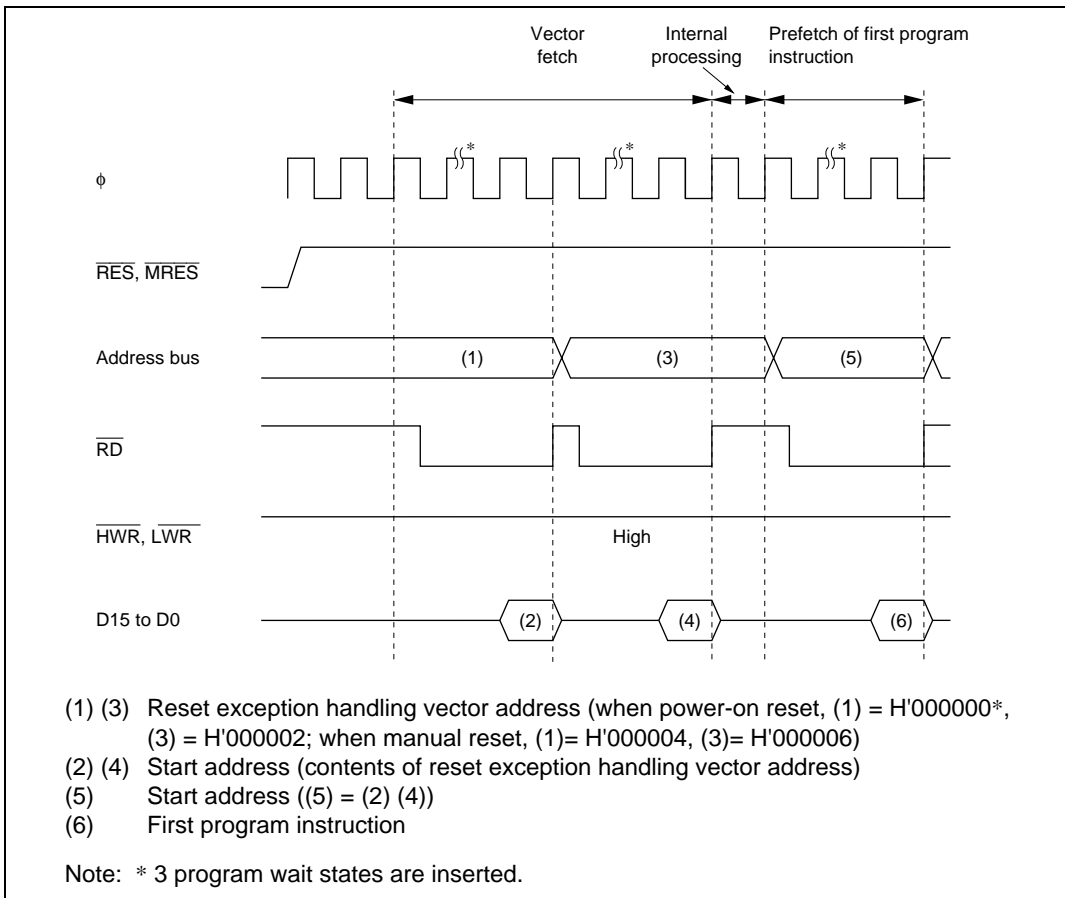 Vector
fetch
Internal
processing
Prefetch of first program
instruction
*
*
*
ϕ
RES, MRES
Address bus
(1)
(3)
(5)
RD
HWR, LWR
High
D15 to D0
(2)
(4)
(6)
(1) (3) Reset exception handling vector address (when power-on reset, (1) = H'000000*,
(3) = H'000002; when manual reset, (1)= H'000004, (3)= H'000006)
(2) (4) Start address (contents of reset exception handling vector address)
(5) Start address ((5) = (2) (4))
(6) First program instruction
Note: * 3 program wait states are inserted.